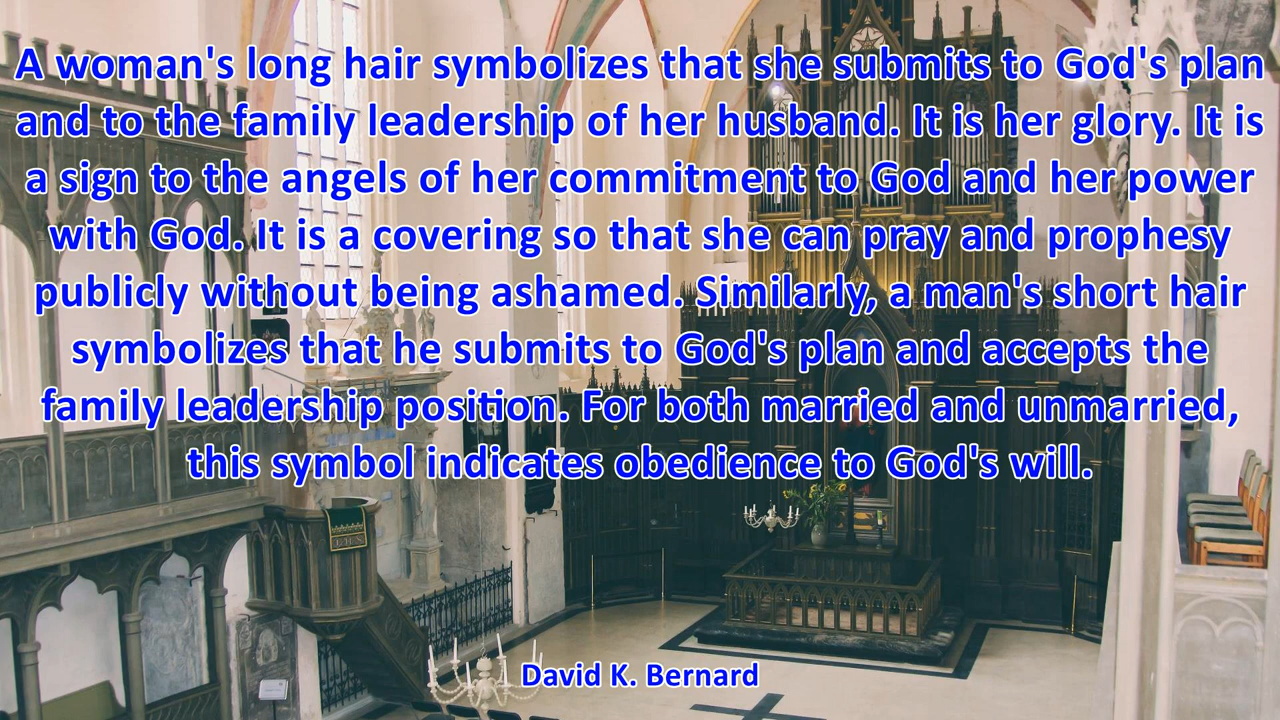 A woman's long hair symbolizes that she submits to God's plan
and to the family leadership of her husband. It is her glory. It is
a sign to the angels of her commitment to God and her power
with God. It is a covering so that she can pray and prophesy
publicly without being ashamed. Similarly, a man's short hair
symbolizes that he submits to God's plan and accepts the
family leadership position. For both married and unmarried,
this symbol indicates obedience to God's will.
David K. Bernard